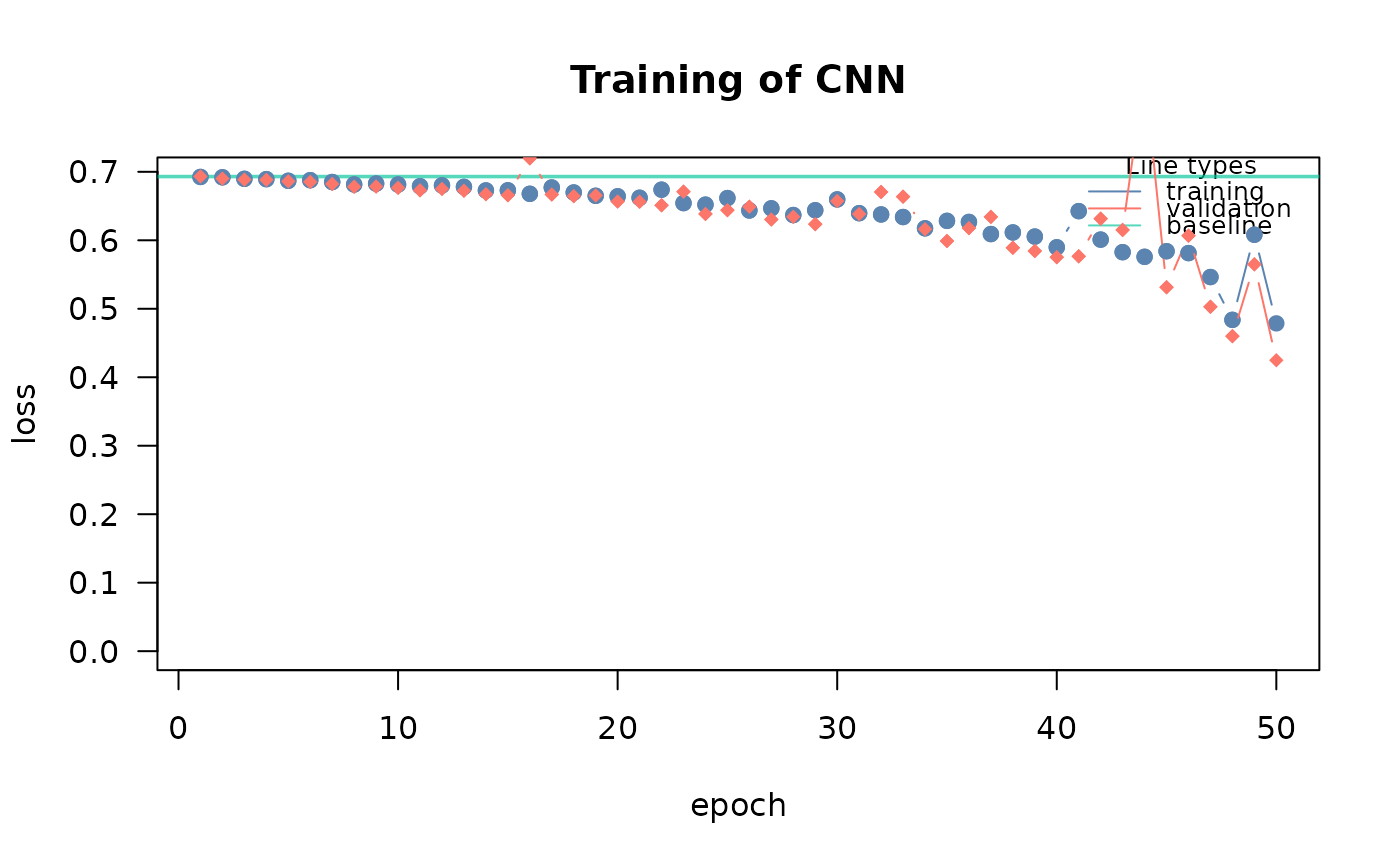 Training of CNN
Line types
training
validation
baseline
0.7
0.6
0.5
0.4
0.3
0.2
0.1
0.0
loss
0 10 20 30 40 50
epoch